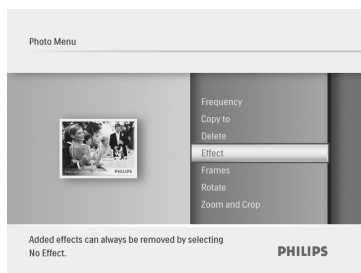 Photo Menu
Frequency
Copy to
Delete
Effect
Frames
Rotate
Zoom and Crop
PHILIPS
Added effects can always be removed by selecting
No Effect.
PHILIPS